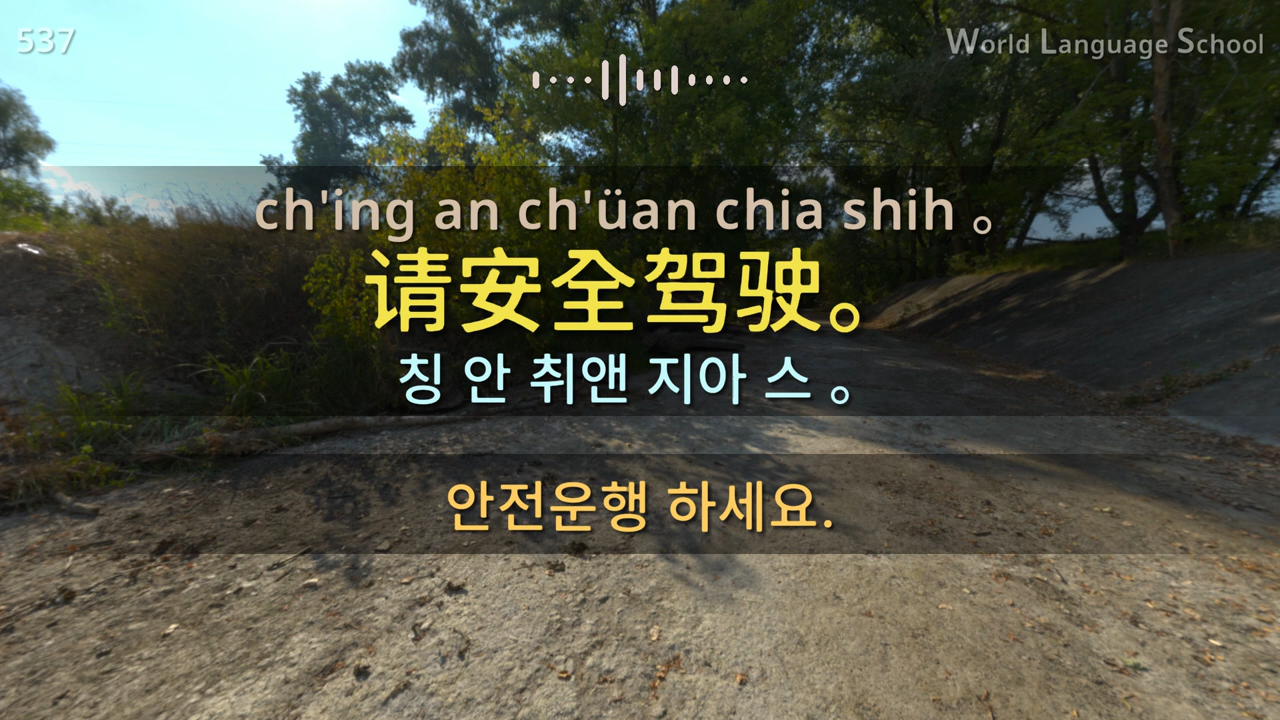 537
World Language School
ch'ing an ch'üan chia shih 。
请安全驾驶。
칭 안 취앤 지아 스 。
안전운행 하세요.